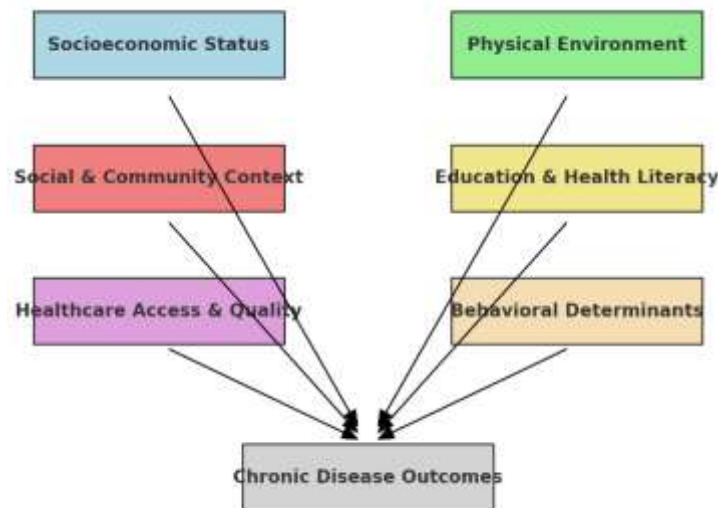 Socioeconomic Status
Physical Environment
Social & Community Context
Education & Health Literacy
Healthcare Access & Quality
Behavioral Determinants
Chronic Disease Outcomes